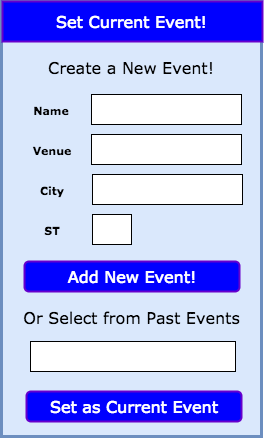 Set Current Event!
Create a New Event!
Name
Venue
City
ST
Add New Event!
Or Select from Past Events
Set as Current Event